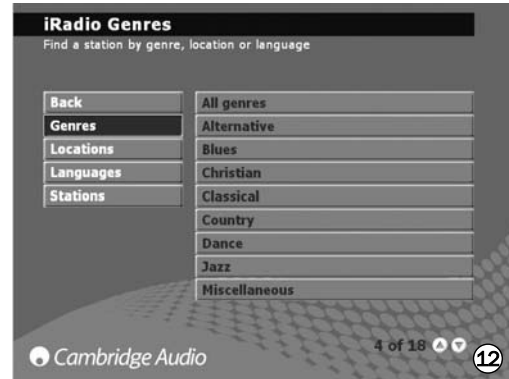 iRadio Genres
Find a station by genre, location or language
Back
Genres
Locations
Languages
Stations
All genres
Alternative
Blues
Christian
Classical
Country
Dance
Jazz
Miscellaneous
4 of 18
Cambridge Audio
12